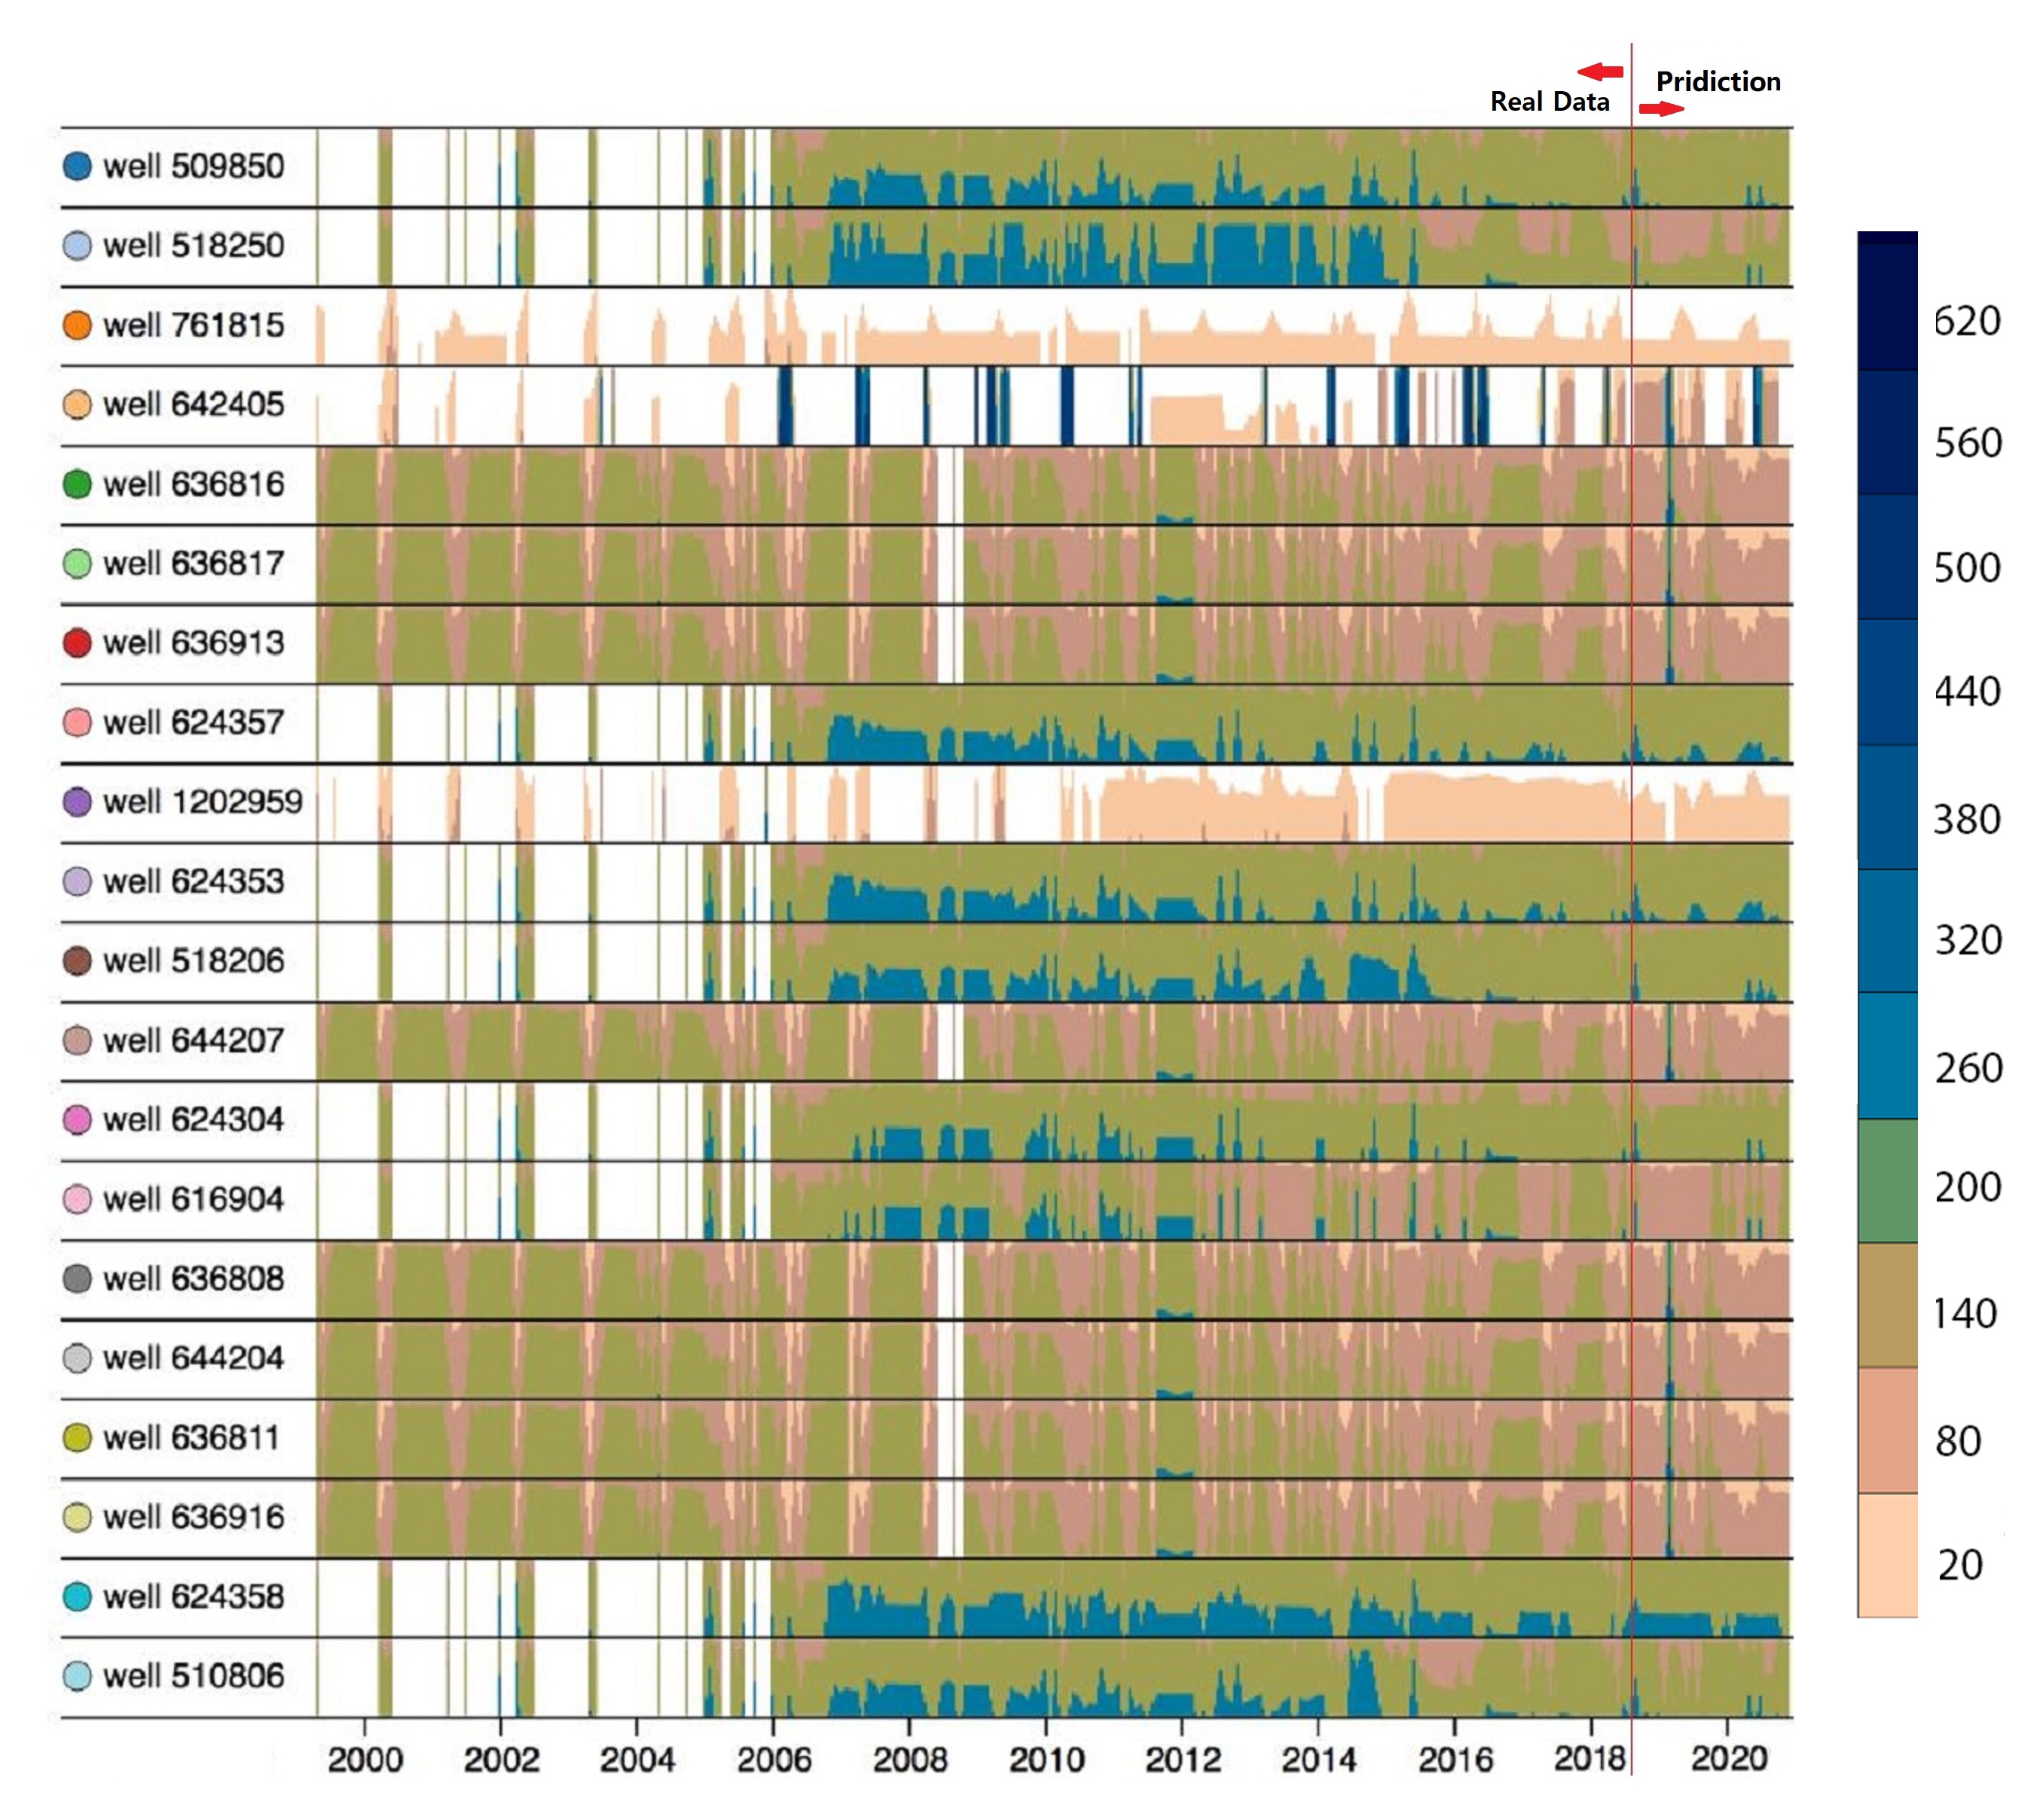 Pridiction
Real Data
well 509850
well 518250
well 761815
well 642405
well 636816
well 636817
well 636913
well 624357
well 1202959
well 624353
well 518206
well 644207
well 624304
well 616904
well 636808
well 644204
well 636811
well 636916
well 624358
well 510806
2000 2002 2004 2006 2008 2010 2012 2014 2016 2018 2020
620
560
500
440
380
320
260
200
140
80
20